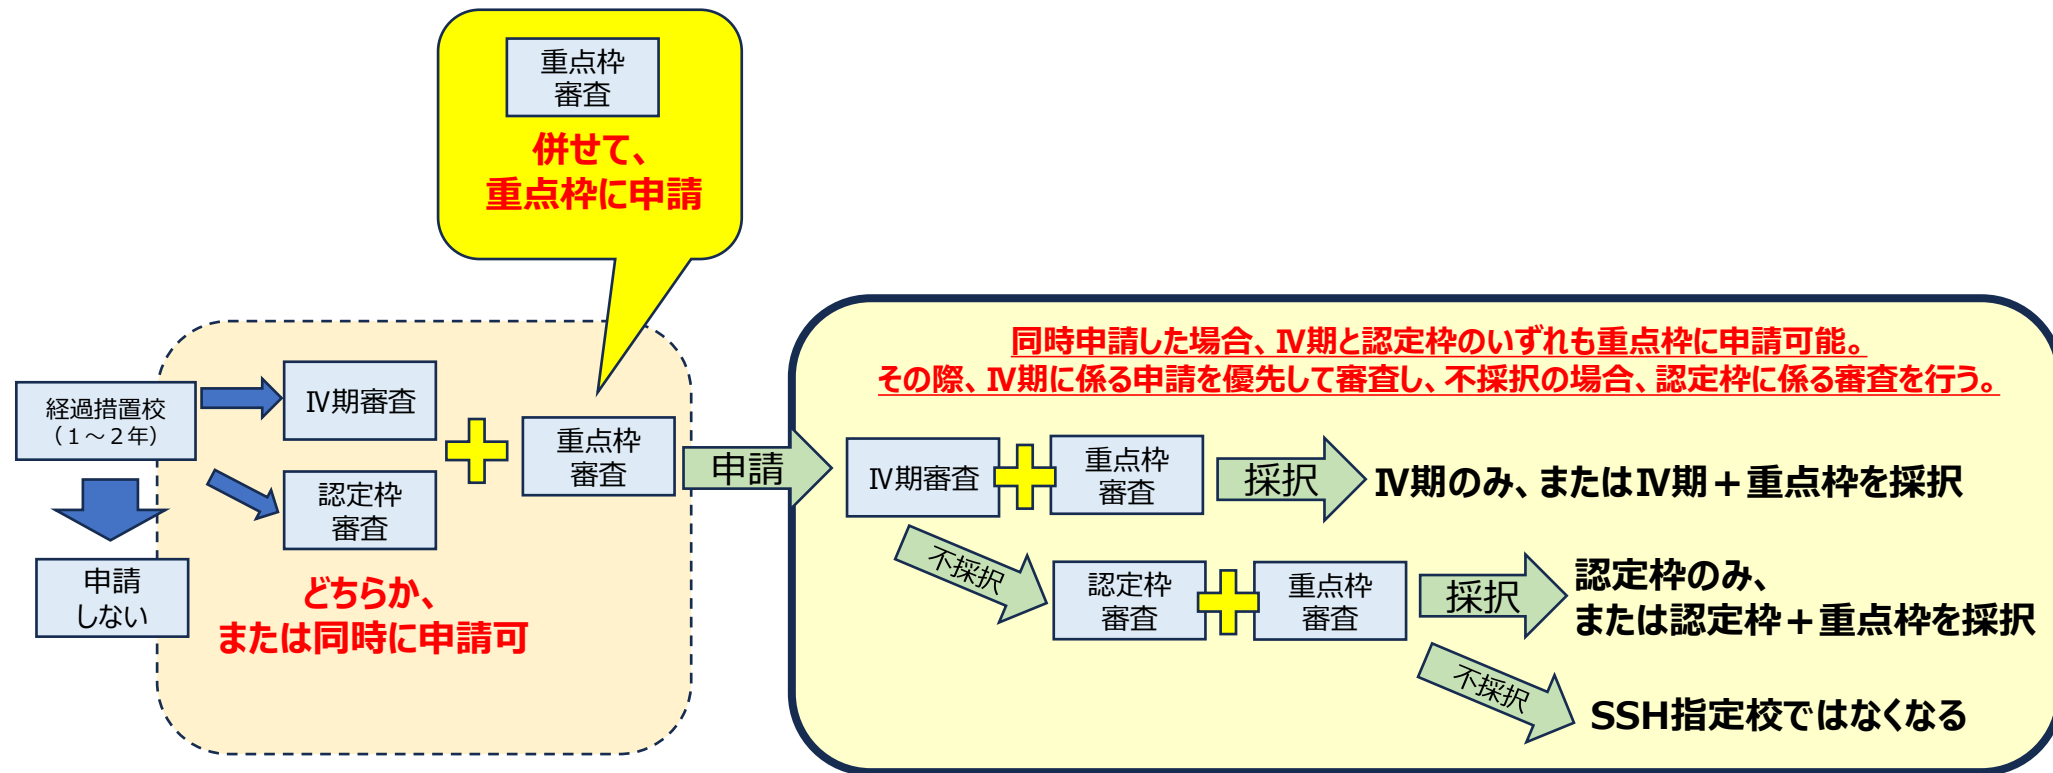 重点枠
審査
併せて、
重点枠に申請
経過措置校
（１～２年）
Ⅳ期審査
認定枠
審査
重点枠
審査
申請
しない
どちらか、
または同時に申請可
申請
同時申請した場合、Ⅳ期と認定枠のいずれも重点枠に申請可能。
その際、Ⅳ期に係る申請を優先して審査し、不採択の場合、認定枠に係る審査を行う。
Ⅳ期審査
重点枠
審査
採択
Ⅳ期のみ、またはⅣ期＋重点枠を採択
不採択
認定枠
審査
重点枠
審査
採択
認定枠のみ、
または認定枠＋重点枠を採択
不採択
SSH指定校ではなくなる